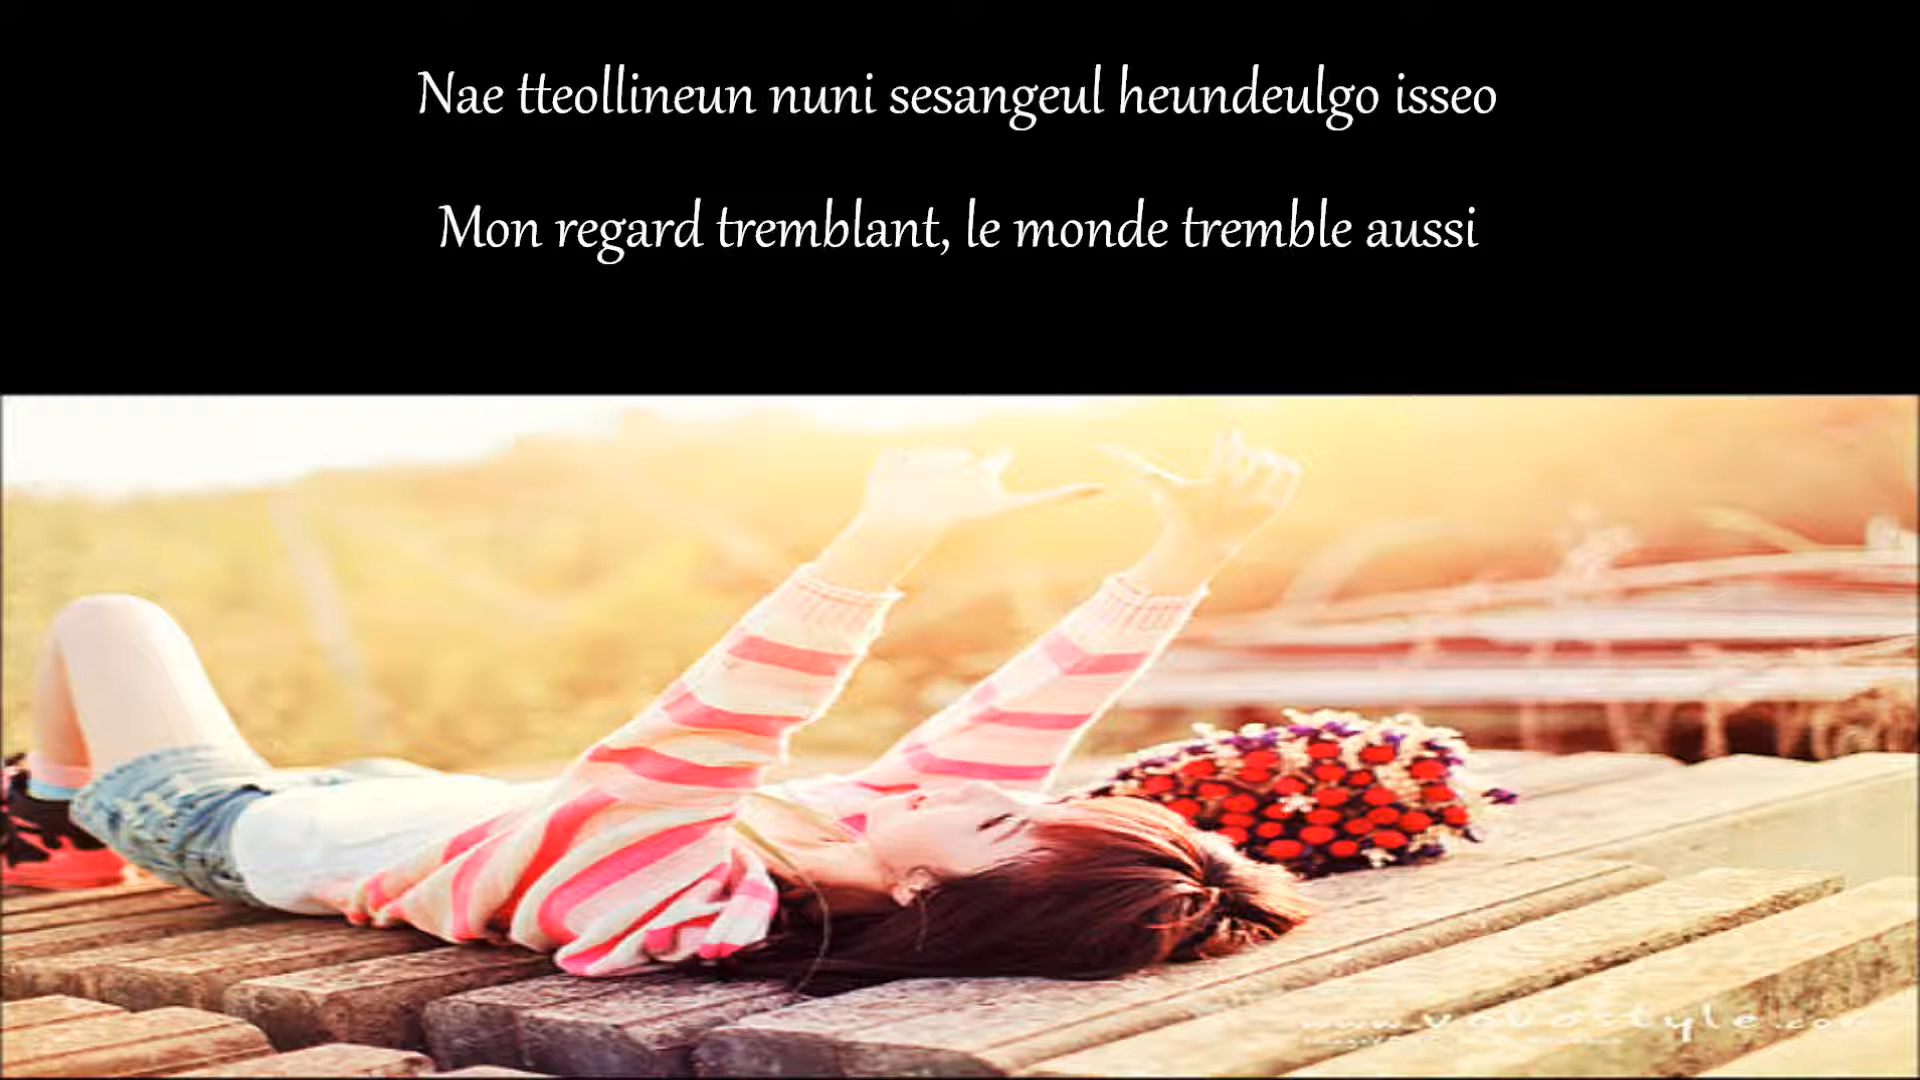 Nae tteollineun nuni sesangeul heundeulgo isseo
Mon regard tremblant, le monde tremble aussi